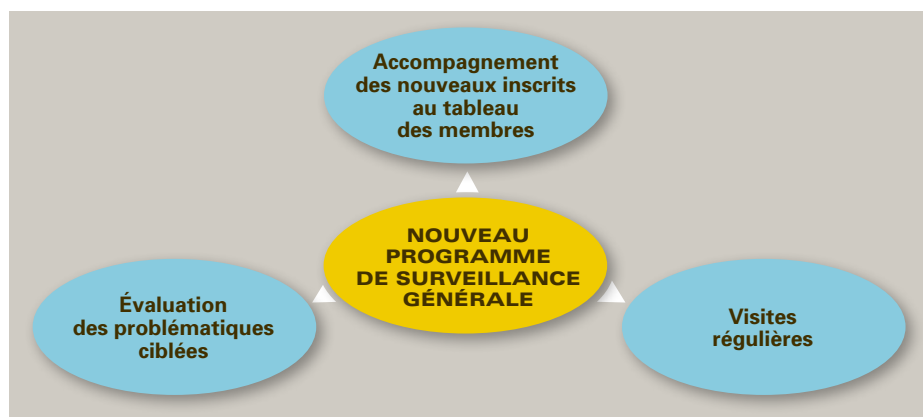 Accompagnement
des nouveaux inscrits
au tableau
des membres
NOUVEAU
PROGRAMME
DE SURVEILLANCE
GÉNÉRALE
Évaluation
des problématiques
ciblées
Visites
régulières